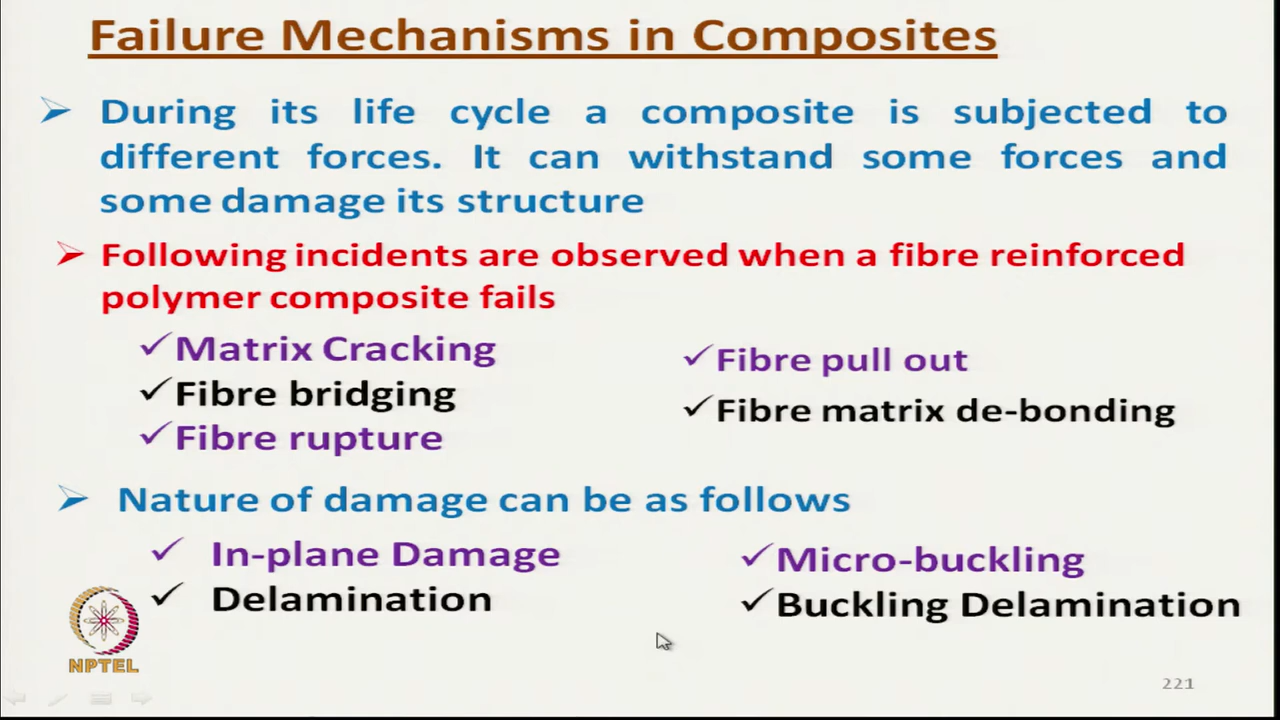 Failure Mechanisms in Composites
During its life cycle a composite is subjected to
different forces. It can withstand some forces and
some damage its structure
Following incidents are observed when a fibre reinforced
polymer composite fails
Matrix Cracking
Fibre bridging
Fibre rupture
Fibre pull out
Fibre matrix de-bonding
Nature of damage can be as follows
In-plane Damage
Delamination
Micro-buckling
Buckling Delamination
NPTEL
221